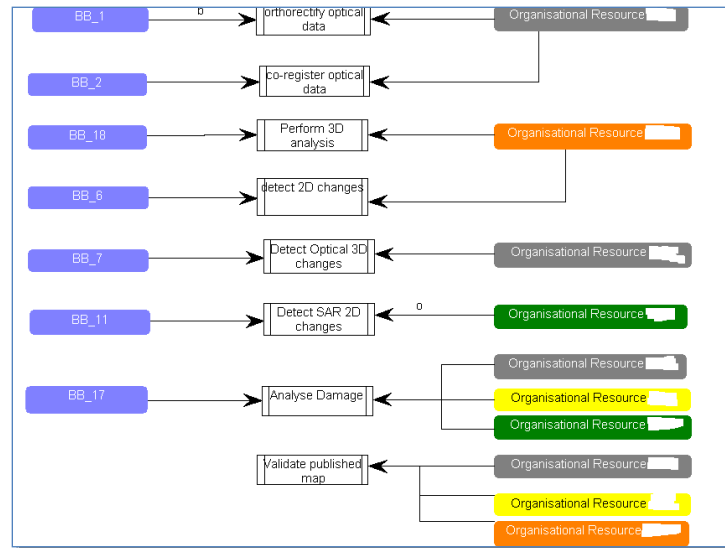 BB_1
b
orthorectify optical
data
Organisational Resource
BB_2
co-register optical
data
BB_18
Perform 3D
analysis
Organisational Resource
BB_6
detect 2D changes
BB_7
Detect Optical 3D
changes
Organisational Resource
BB_11
Detect SAR 2D
changes
o
Organisational Resource
BB_17
Analyse Damage
Organisational Resource
Organisational Resource
Organisational Resource
Validate published
map
Organisational Resource
Organisational Resource
Organisational Resource